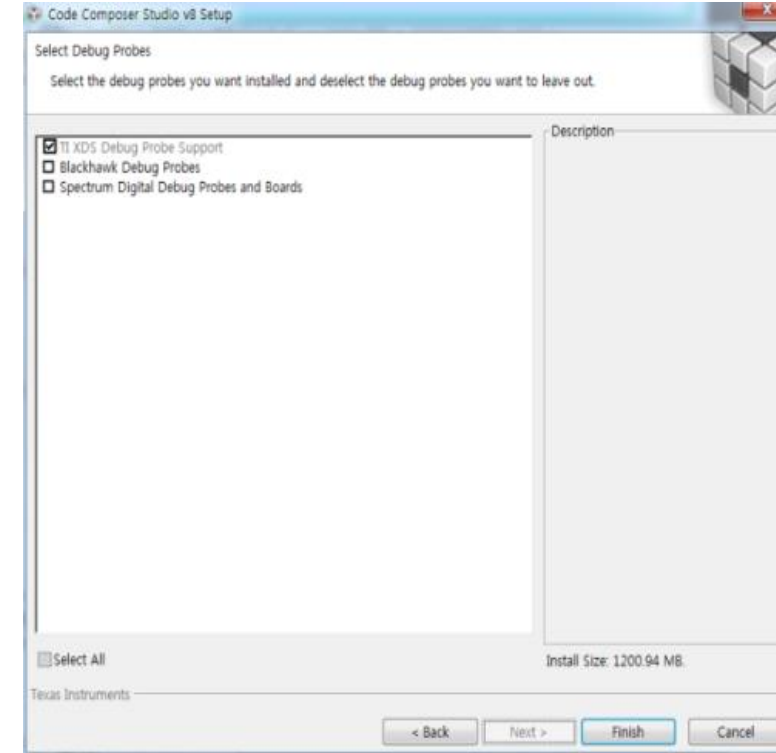 Code Composer Studio v8 Setup
Select Debug Probes
Select the debug probes you want installed and deselect the debug probes you want to leave out.
TI XDS Debug Probe Support
Blackhawk Debug Probes
Spectrum Digital Debug Probes and Boards
Description
Select All
Install Size: 1200.94 MB.
Texas Instruments
< Back
Next >
Finish
Cancel